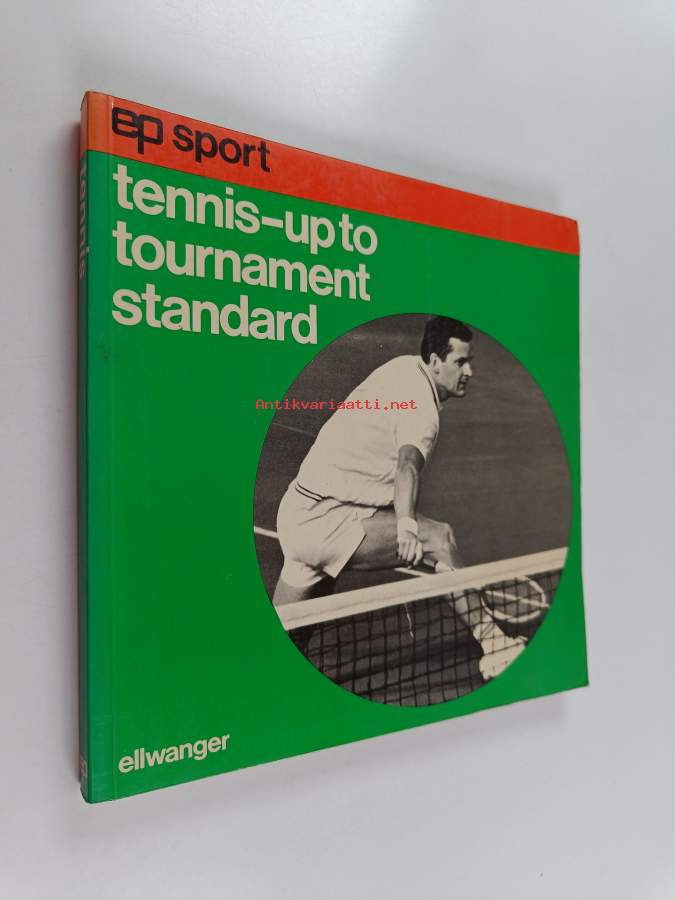 ep sport
tennis-up to
tournament
standard
Antikvariaatti.net
ellwanger
tennis